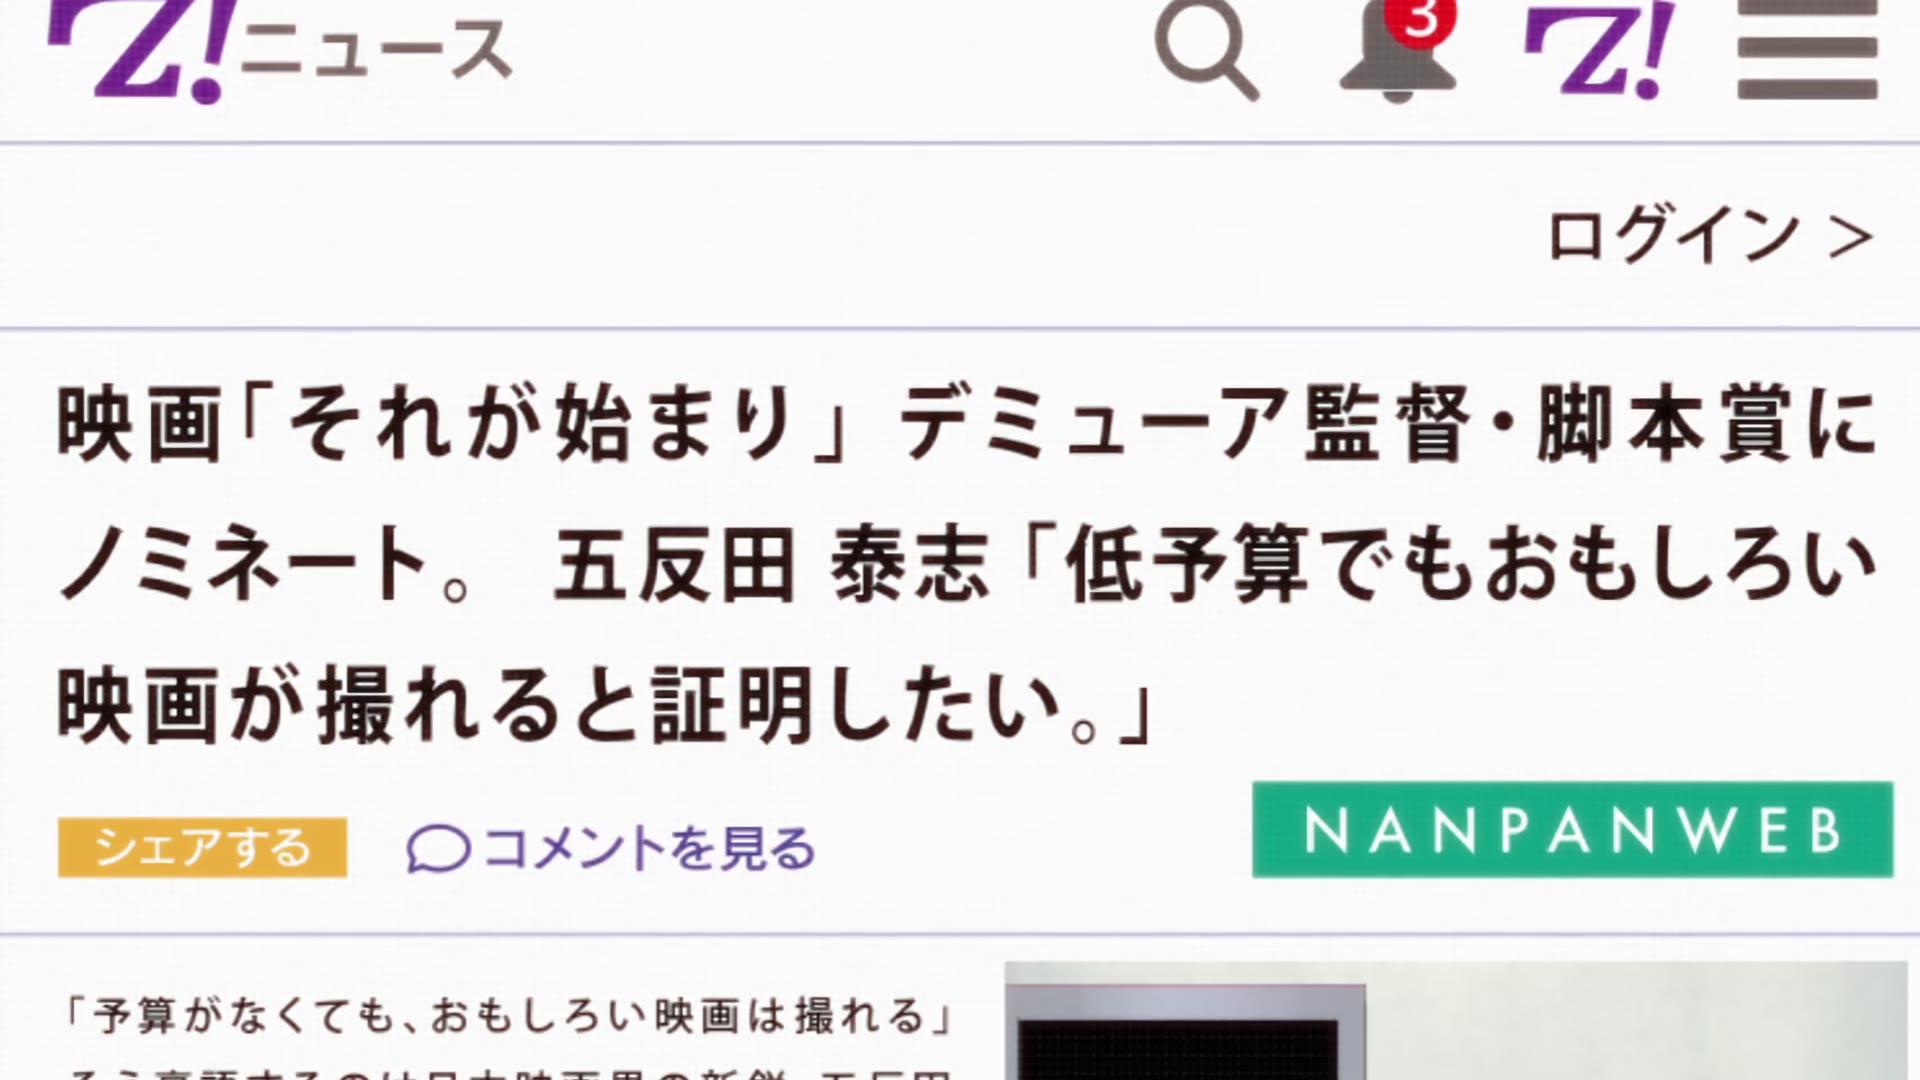 Z!ニュース
3
Z!
ログイン >
映画「それが始まり」デミューア監督・脚本賞に
ノミネート。 五反田 泰志「低予算でもおもしろい
映画が撮れると証明したい。」
シェアする
コメントを見る
NANPANWEB
「予算がなくても、おもしろい映画は撮れる」